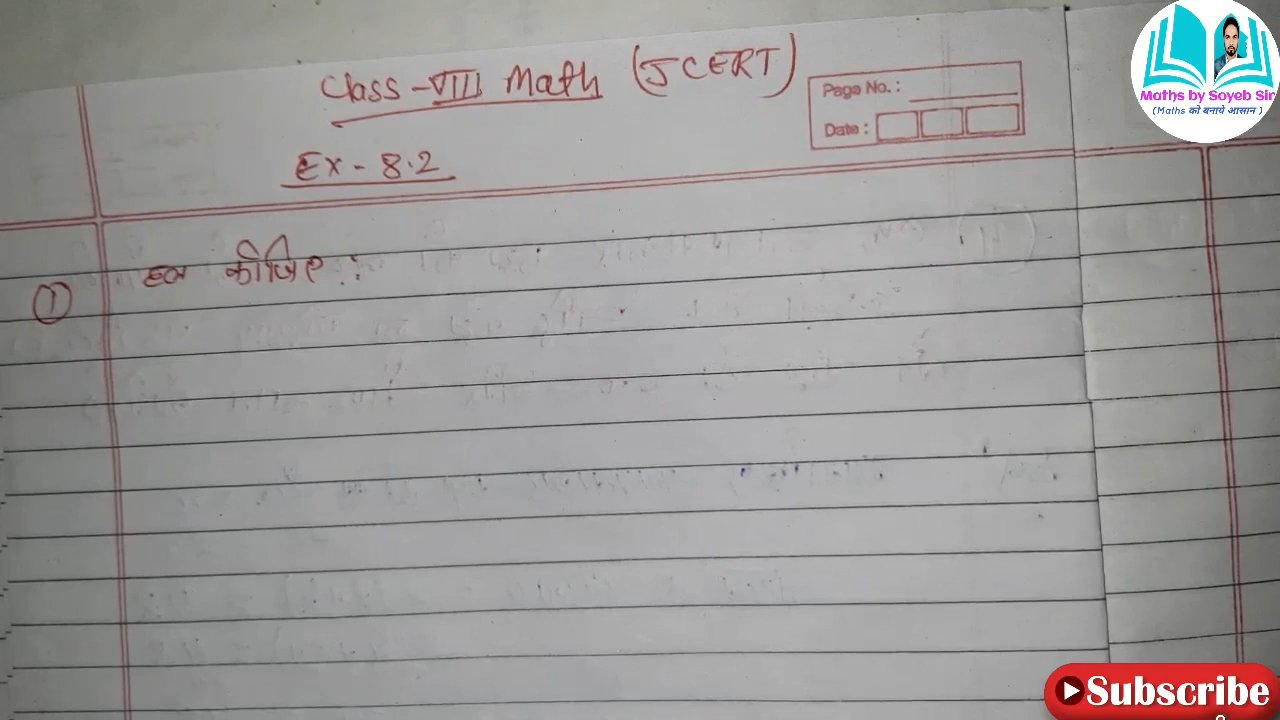 Class - VIII Math (JCERT)
Page No. :
Date :
Ex - 8.2
① हल कीजिए :
Maths by Soyeb Sir
(Maths को बनाये आसान )
Subscribe